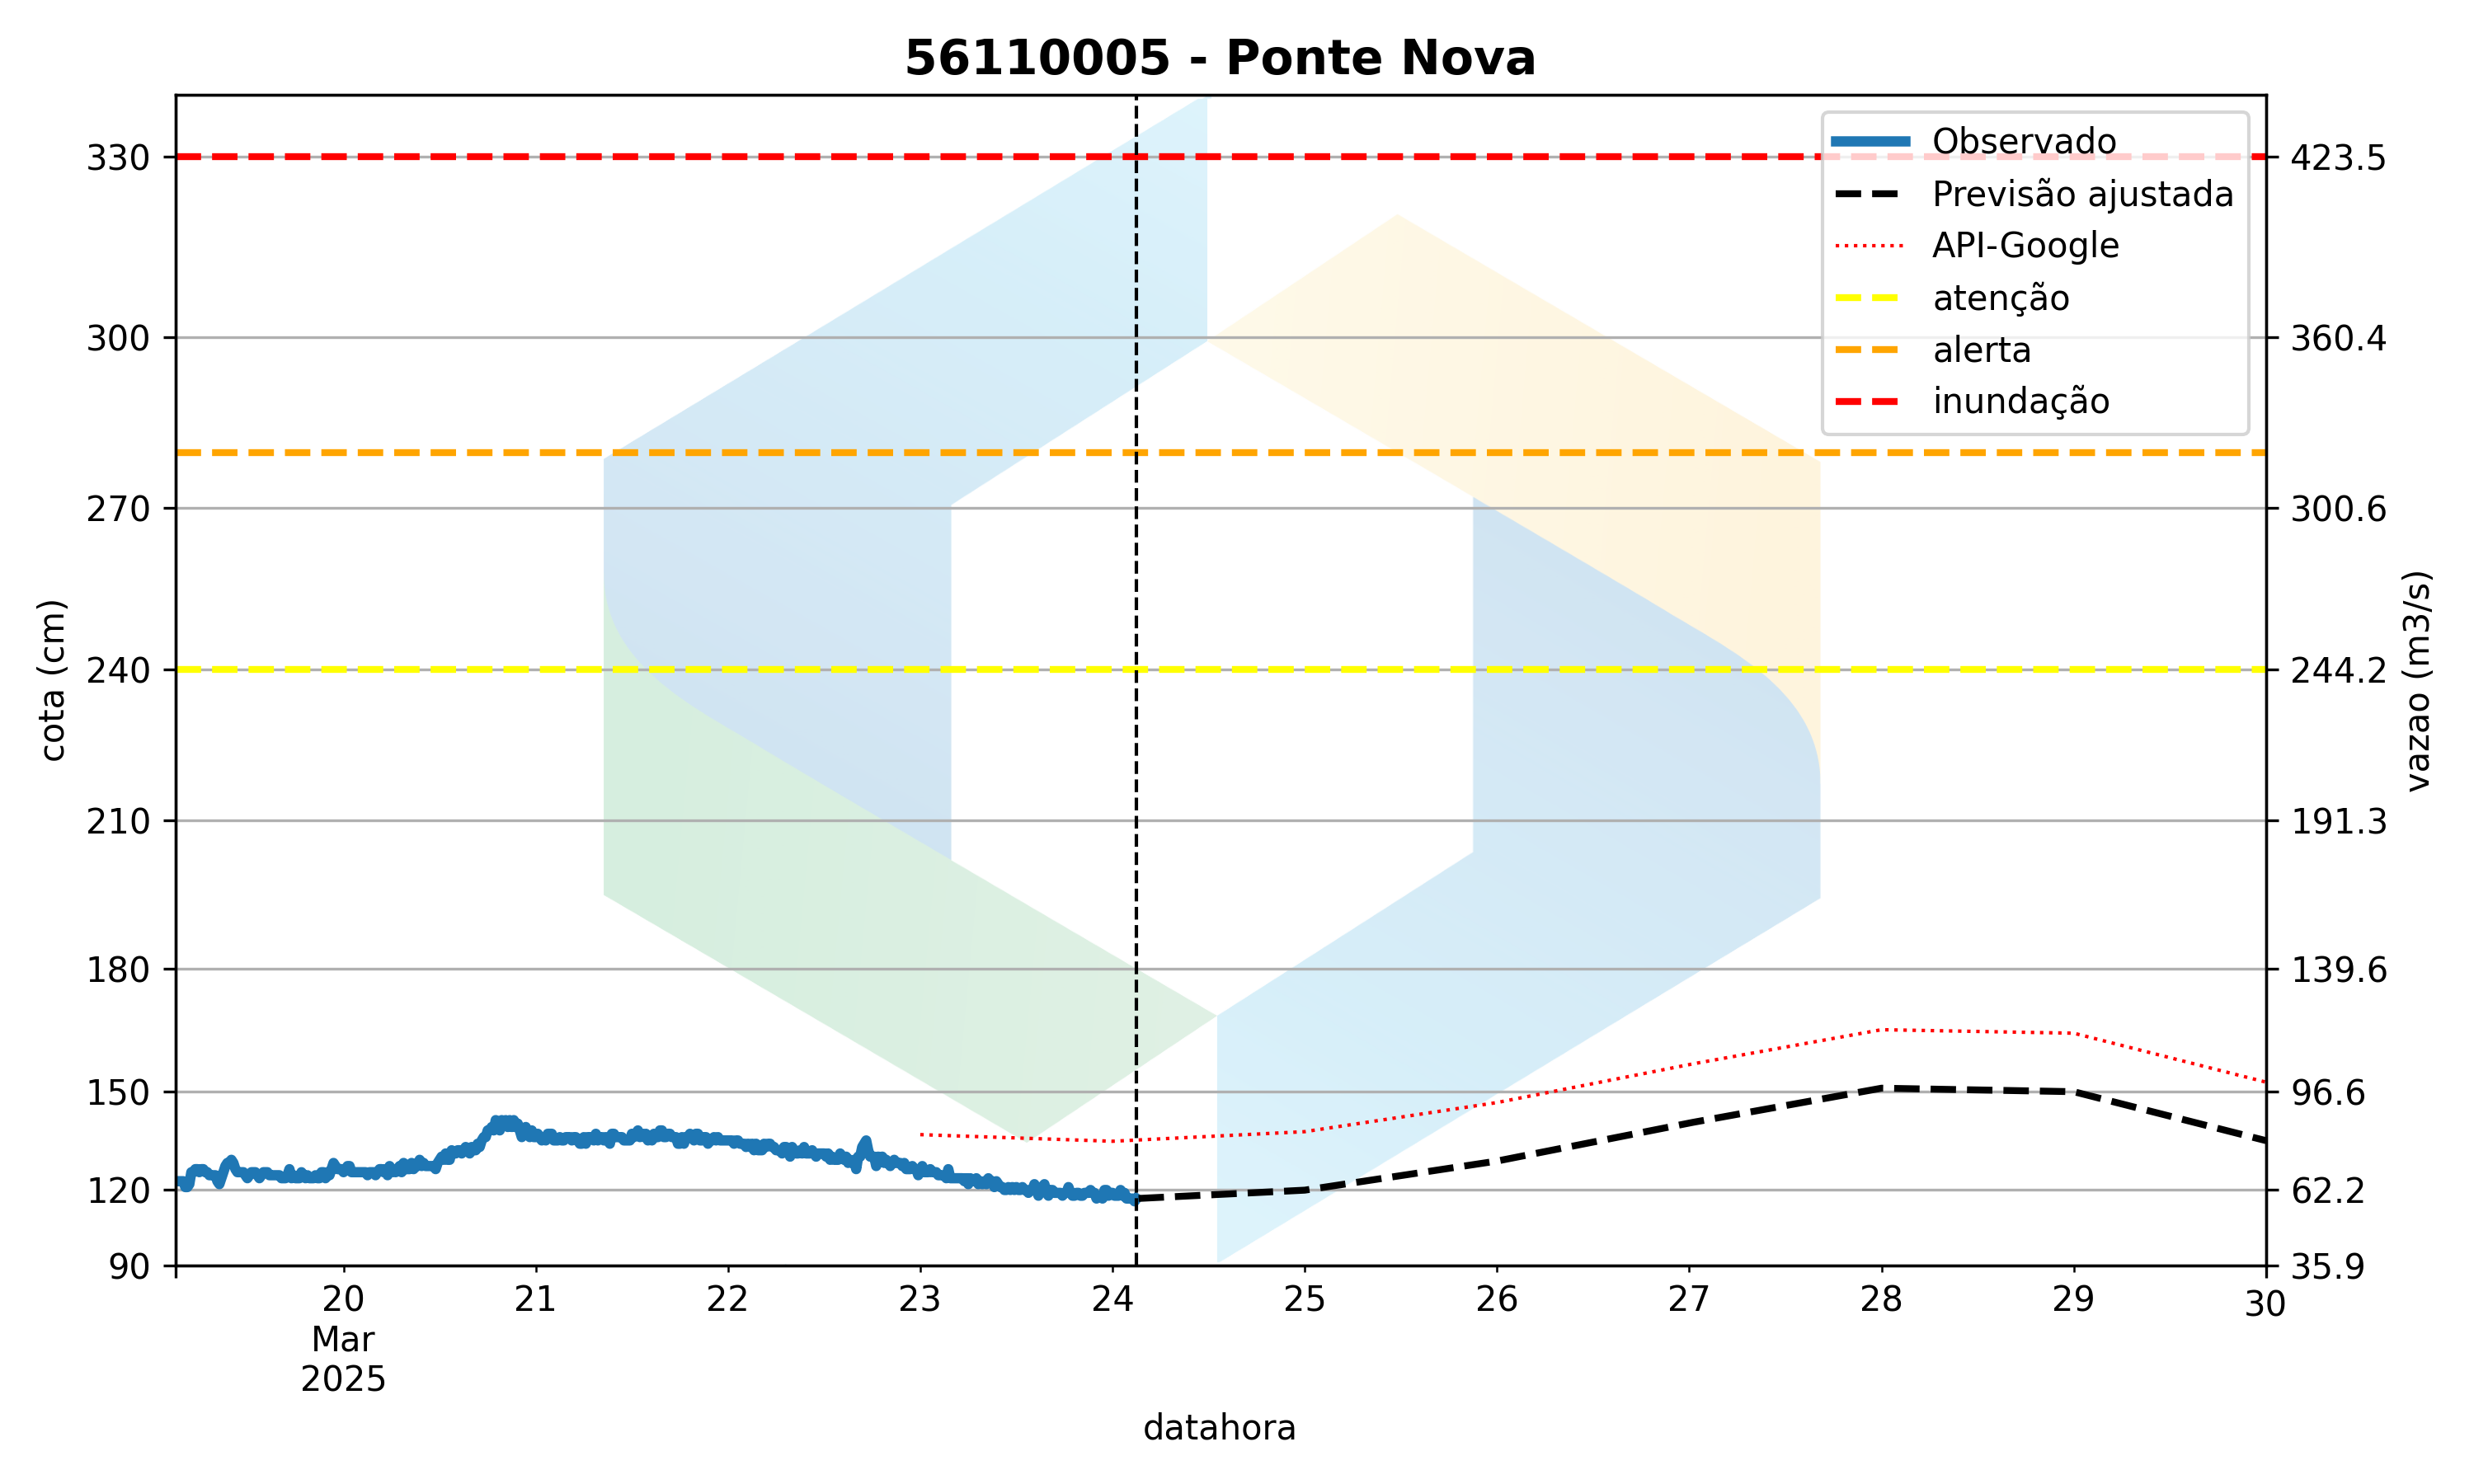 56110005 - Ponte Nova
Observado
Previsão ajustada
API-Google
atenção
alerta
inundação
330
300
270
240
210
180
150
120
90
cota (cm)
423.5
360.4
300.6
244.2
191.3
139.6
96.6
62.2
35.9
vazao (m3/s)
20 21 22 23 24 25 26 27 28 29 30
Mar
2025
datahora